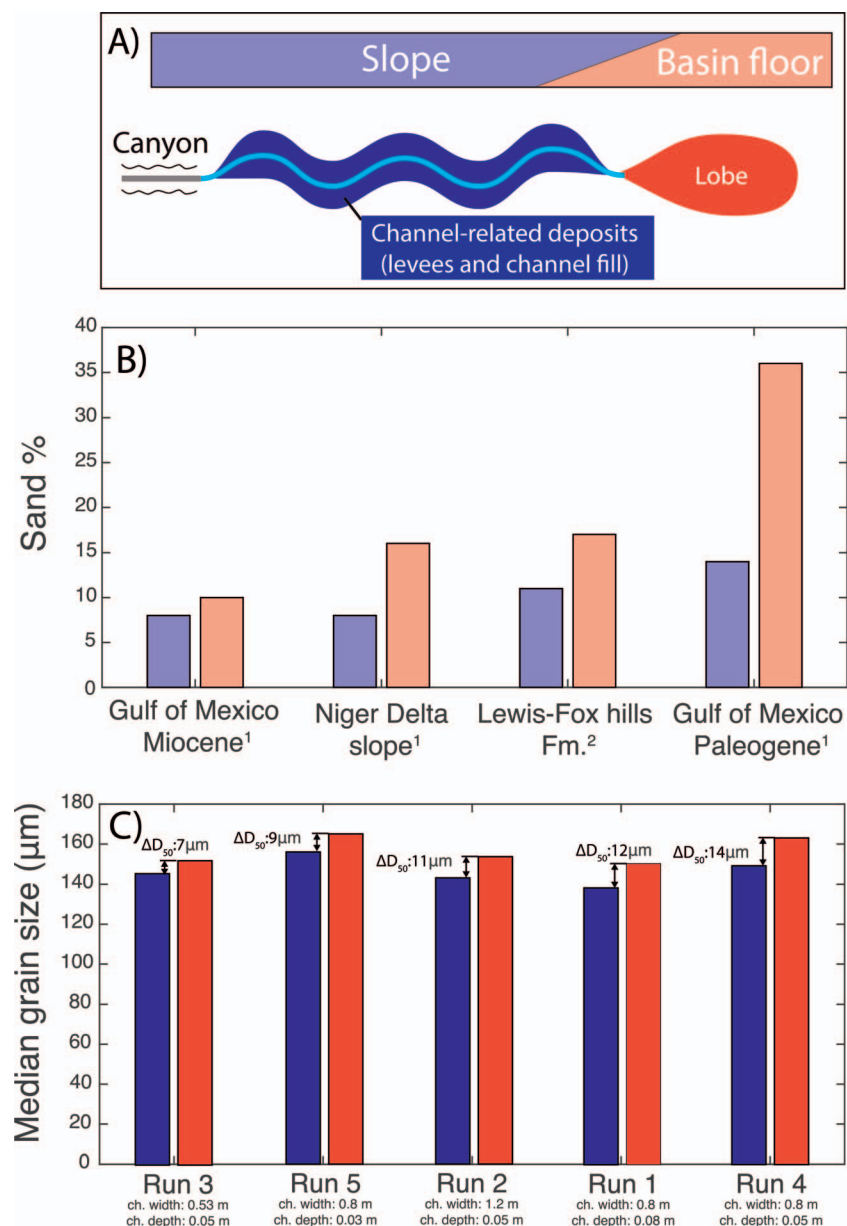 A)
Slope
Basin floor
Canyon
Lobe
Channel-related deposits
(levees and channel fill)
B)
Sand %
40
35
30
25
20
15
10
5
0
Gulf of Mexico
Miocene¹
Niger Delta
slope¹
Lewis-Fox hills
Fm.²
Gulf of Mexico
Paleogene¹
C)
Median grain size (μm)
180
160
140
120
100
80
60
40
20
0
ΔD₅₀:7μm
ΔD₅₀:9μm
ΔD₅₀:11μm
ΔD₅₀:12μm
ΔD₅₀:14μm
Run 3
ch. width: 0.53 m
ch. depth: 0.05 m
Run 5
ch. width: 0.8 m
ch. depth: 0.03 m
Run 2
ch. width: 1.2 m
ch. depth: 0.05 m
Run 1
ch. width: 0.8 m
ch. depth: 0.08 m
Run 4
ch. width: 0.8 m
ch. depth: 0.05 m